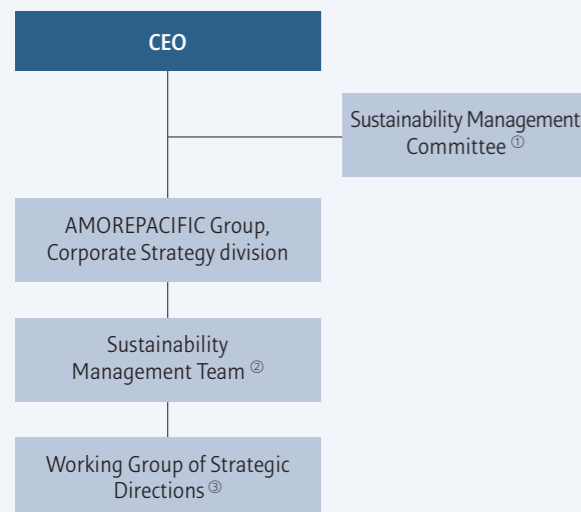 CEO
Sustainability Management
Committee ①
AMOREPACIFIC Group,
Corporate Strategy division
Sustainability
Management Team ②
Working Group of Strategic
Directions ③